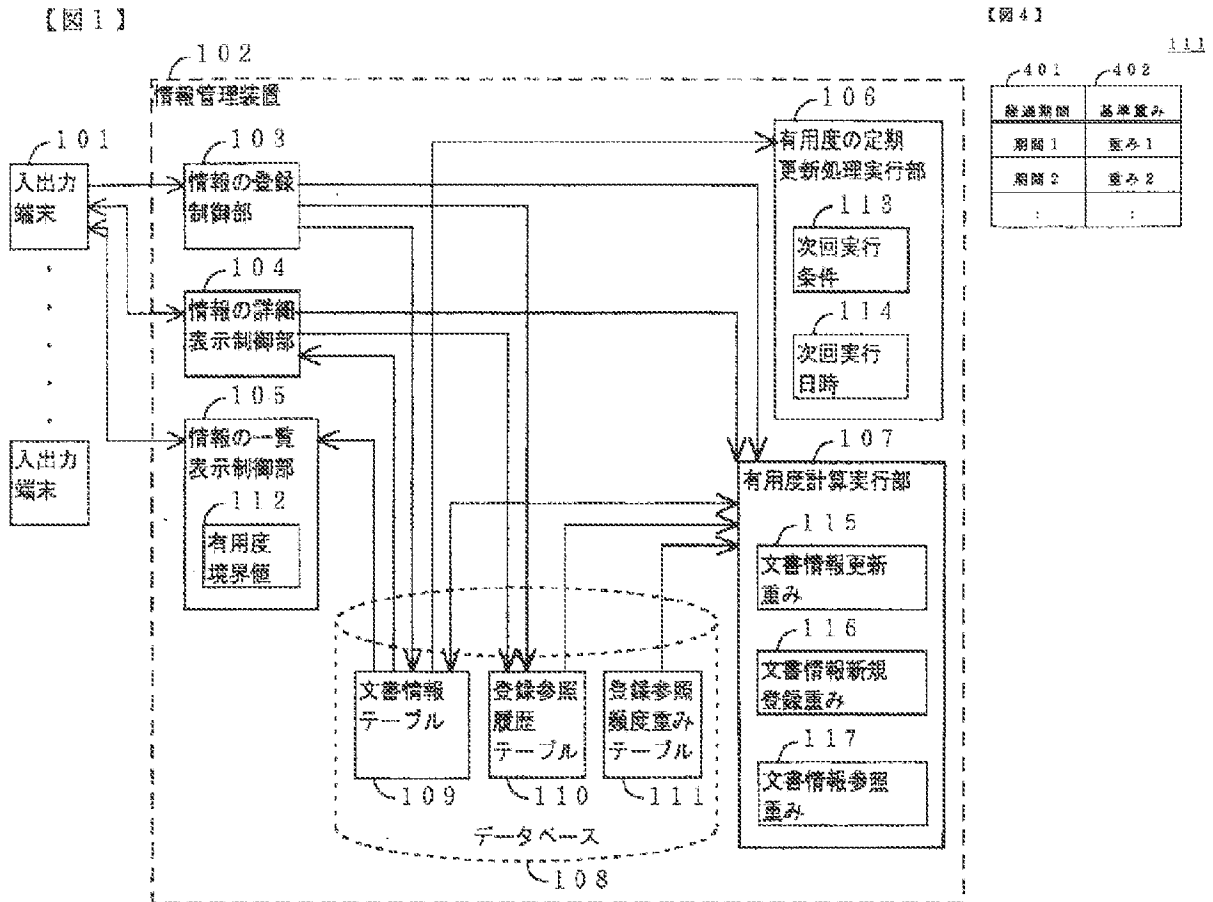 【図1】
102
情報管理装置
101
入出力
端末
入出力
端末
103
情報の登録
制御部
104
情報の詳細
表示制御部
105
情報の一覧
表示制御部
112
有用度
境界値
106
有用度の定期
更新処理実行部
113
次回実行
条件
114
次回実行
日時
107
有用度計算実行部
115
文書情報更新
重み
116
文書情報新規
登録重み
117
文書情報参照
重み
文書情報
テーブル
109
登録参照
履歴
テーブル
110
登録参照
頻度重み
テーブル
111
データベース
108
【図4】
111
401 402
経過期間 基準重み
期間1 重み1
期間2 重み2
: :